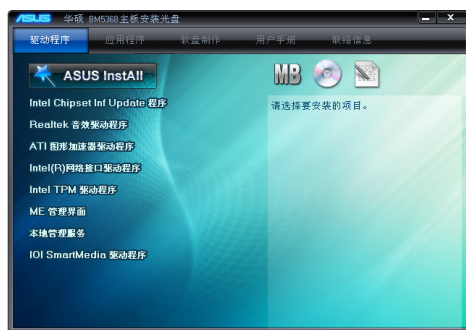 ASUS 华硕 BM5368主板安装光盘
驱动程序 应用程序 软盘制作 用户手册 联络信息
ASUS InstAll
MB
请选择要安装的项目。
Intel Chipset Inf Update 程序
Realtek 音效驱动程序
ATI 图形加速器驱动程序
Intel(R)网络接口驱动程序
Intel TPM 驱动程序
ME 管理界面
本地管理服务
IOI SmartMedia 驱动程序